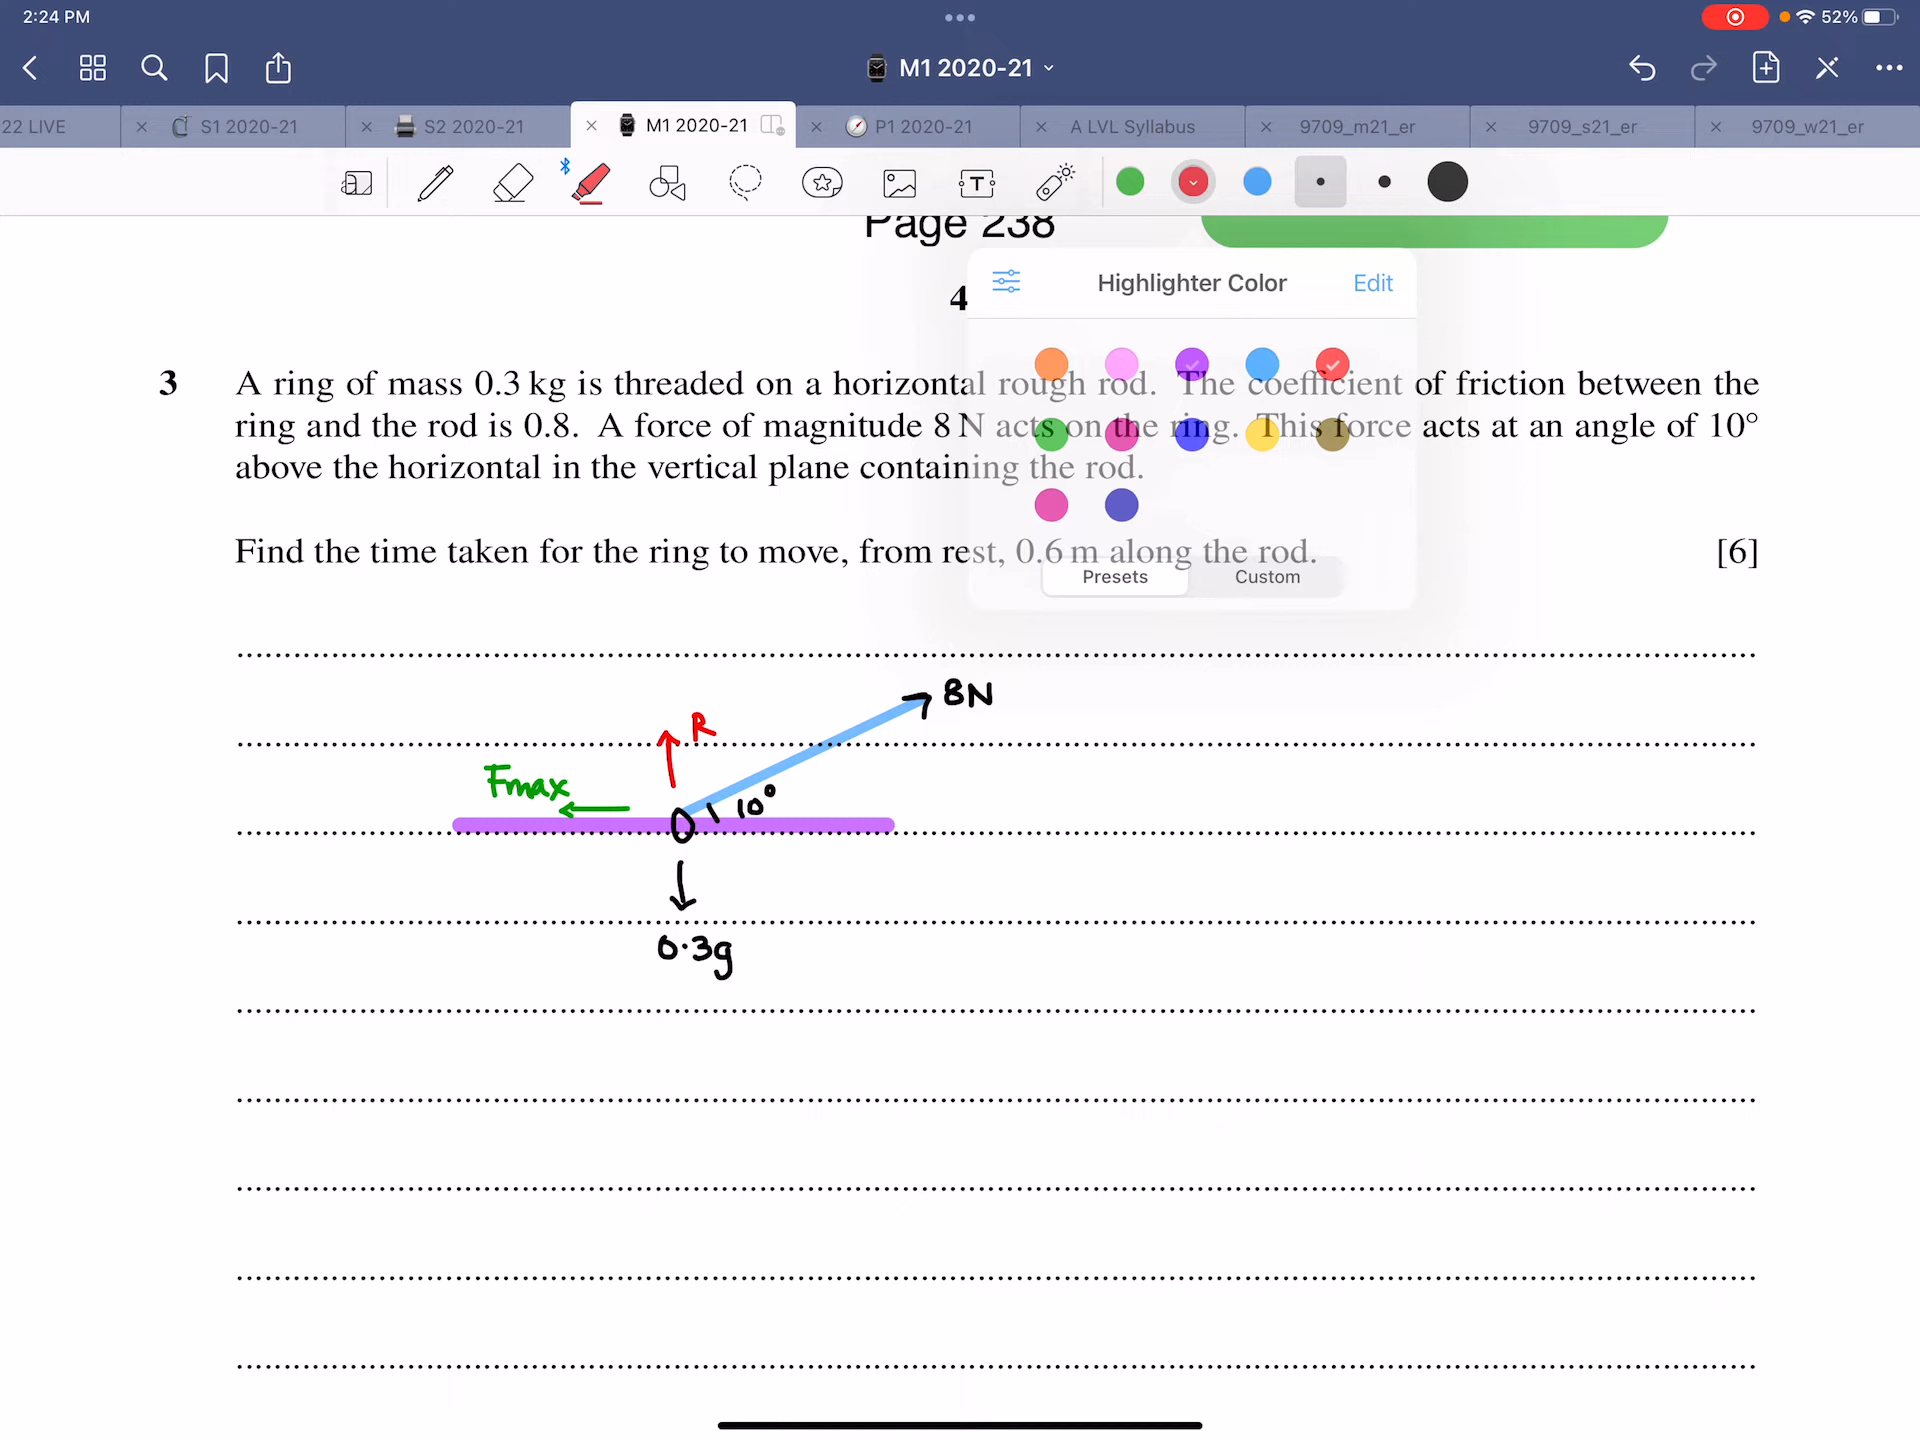 2:24 PM
52%
M1 2020-21
22 LIVE
S1 2020-21
S2 2020-21
M1 2020-21
P1 2020-21
A LVL Syllabus
9709_m21_er
9709_s21_er
9709_w21_er
Page 238
4
Highlighter Color
Edit
3 A ring of mass 0.3 kg is threaded on a horizontal rough rod. The coefficient of friction between the
ring and the rod is 0.8. A force of magnitude 8 N acts on the ring. This force acts at an angle of 10°
above the horizontal in the vertical plane containing the rod.
Find the time taken for the ring to move, from rest, 0.6 m along the rod. [6]
Presets
Custom
8N
R
Fmax
10°
0.3g